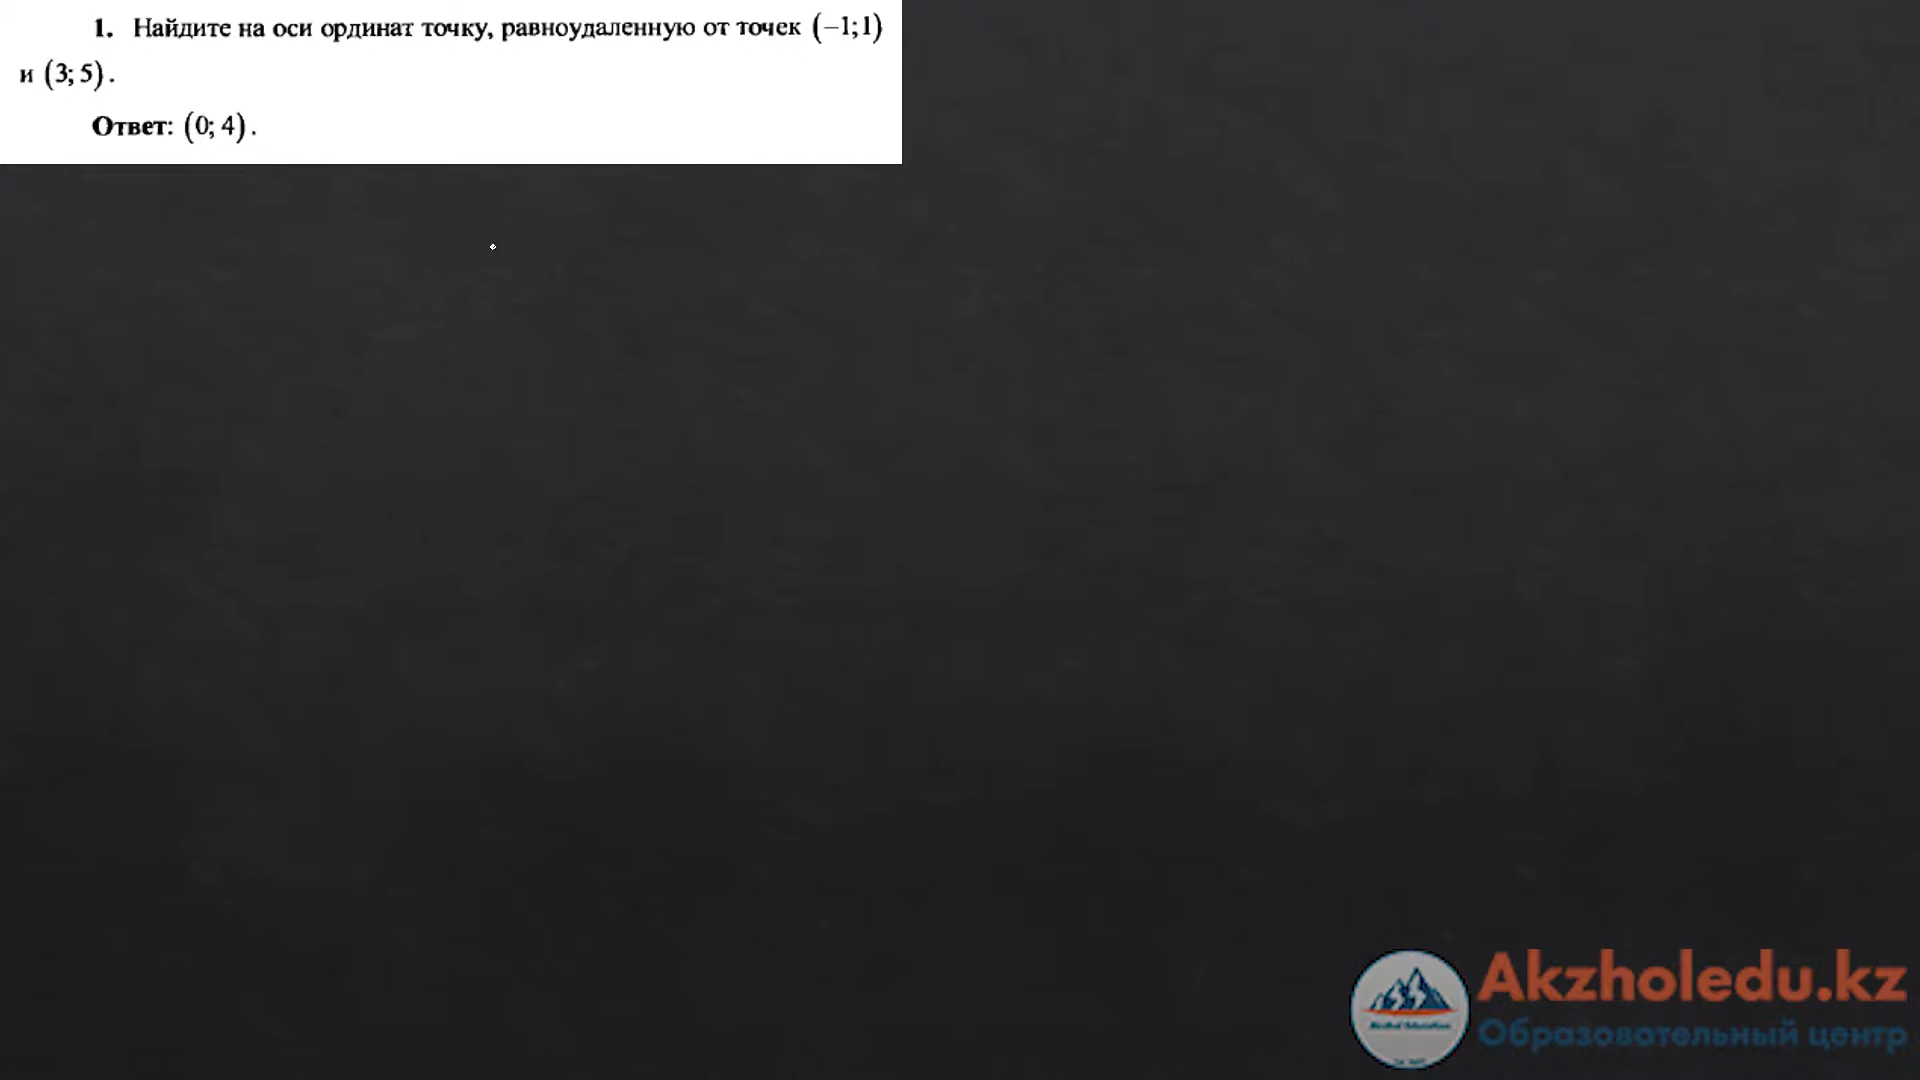 1. Найдите на оси ординат точку, равноудаленную от точек (–1;1)
и (3; 5).
Ответ: (0; 4).
Akzholedu.kz
Образовательный центр